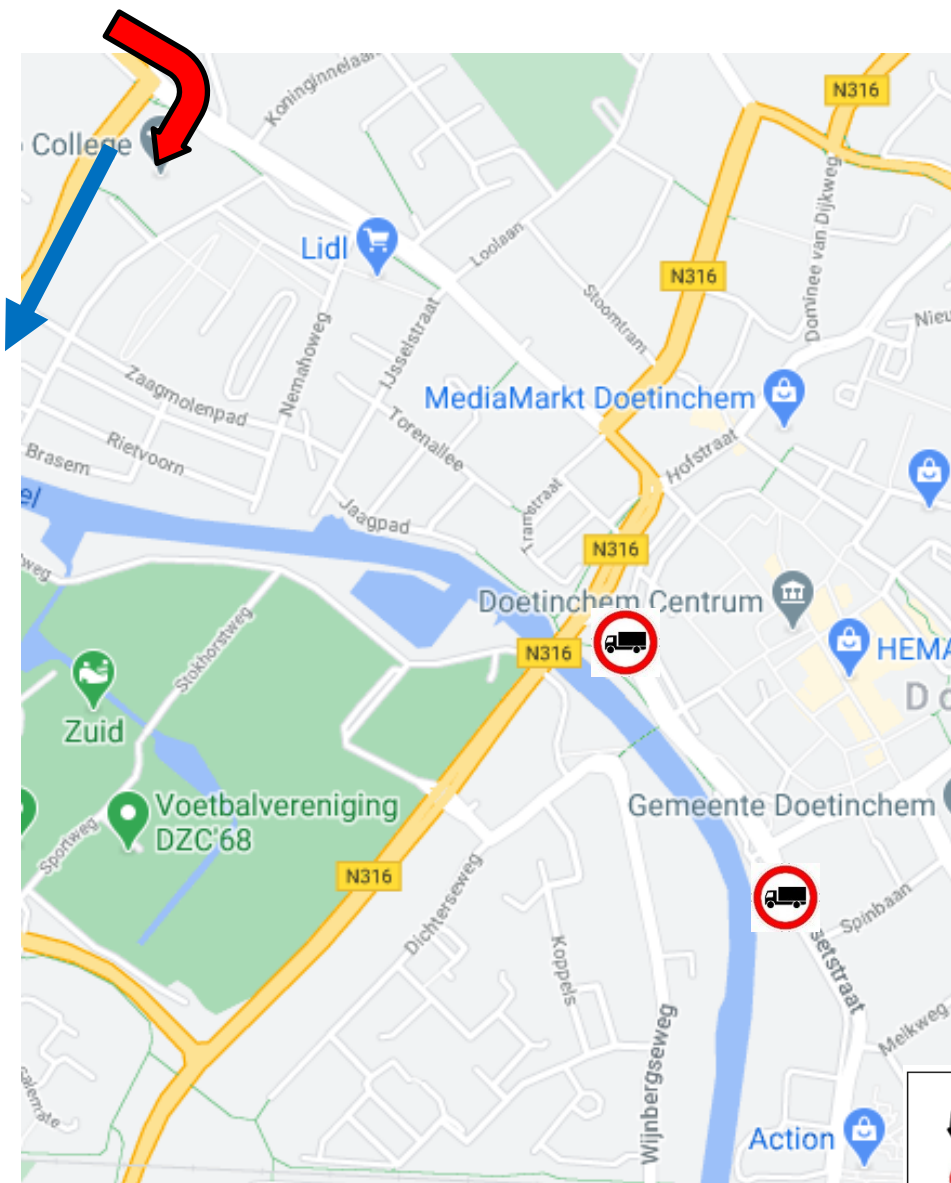 Koninginnelaan
N316
College
Lidl
Loolaan
N316
Dominee van Dijkweg
Stoomtram
IJsselstraat
Nemahoweg
Zaagmolenpad
MediaMarkt Doetinchem
Torenallee
Hofstraat
Rietvoorn
Brasem
Jaagpad
Tramstraat
N316
Doetinchem Centrum
N316
HEMA
Stokhorstweg
Zuid
Voetbalvereniging
DZC'68
Gemeente Doetinchem
Sportweg
N316
Dichterseweg
Spinbaan
Koppels
setstraat
Melkweg
Wijnbergseweg
Action